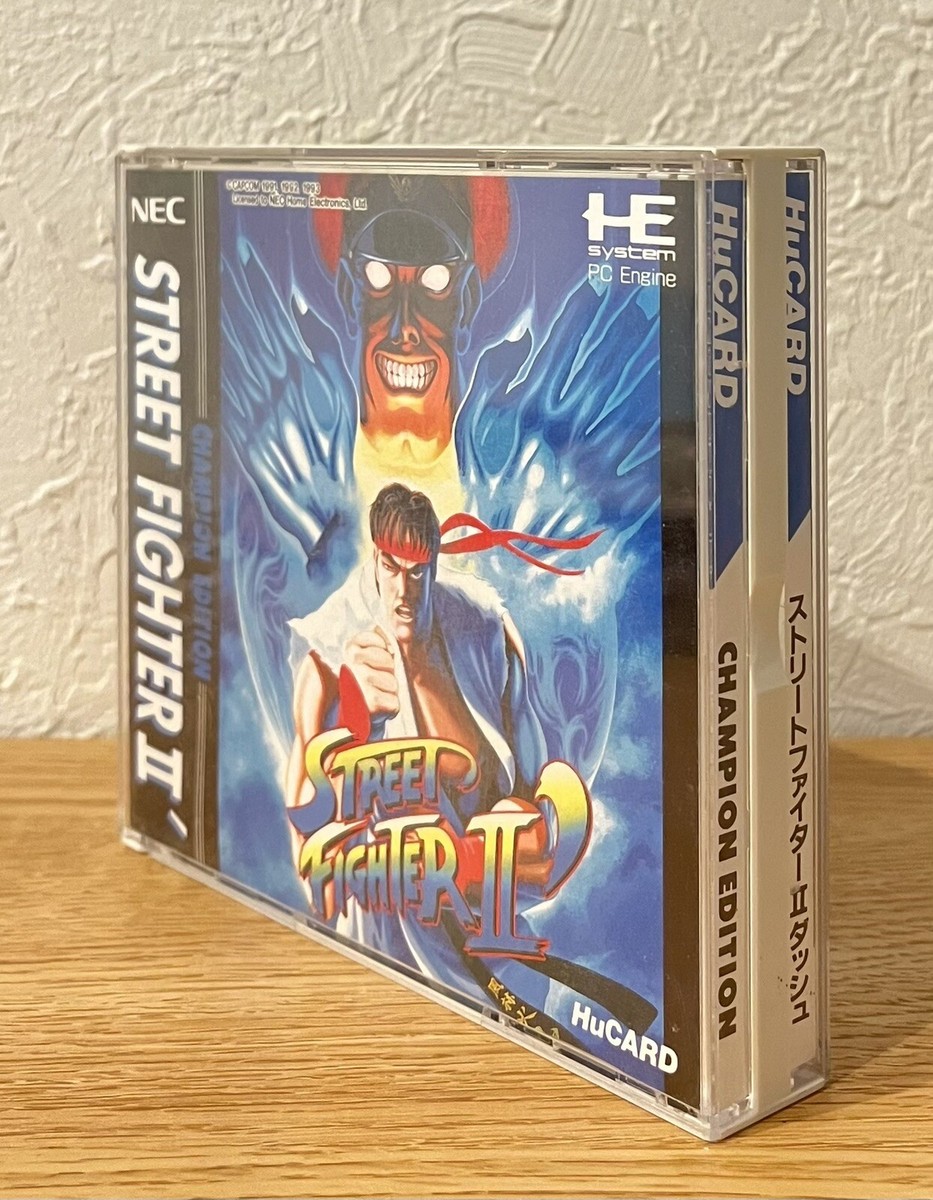 NEC
STREET FIGHTER II′
CHAMPION EDITION
©CAPCOM 1991, 1992, 1993
Licensed to NEC Home Electronics, Ltd.
HE
system
PC Engine
STREET
FIGHTER II′
HuCARD
HuCARD
CHAMPION EDITION
HuCARD
ストリートファイターIIダッシュ